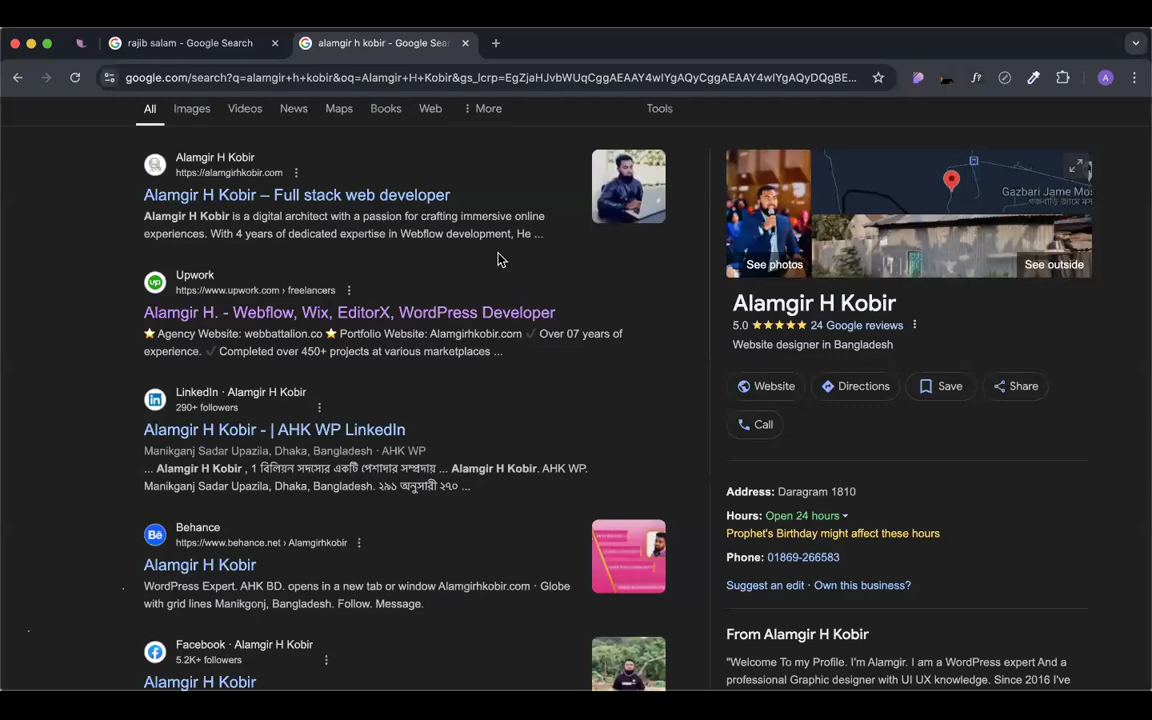 rajib salam - Google Search
alamgir h kobir - Google Sear
google.com/search?q=alamgir+h+kobir&oq=Alamgir+H+Kobir&gs_lcrp=EgZjaHJvbWUqCggAEAAY4wIYgAQyCggAEAAY4wIYgAQyDQgBE...
A
All Images Videos News Maps Books Web More Tools
Alamgir H Kobir
https://alamgirhkobir.com
Alamgir H Kobir – Full stack web developer
Alamgir H Kobir is a digital architect with a passion for crafting immersive online
experiences. With 4 years of dedicated expertise in Webflow development, He ...
Upwork
https://www.upwork.com › freelancers
Alamgir H. - Webflow, Wix, EditorX, WordPress Developer
⭐ Agency Website: webbattalion.co ⭐ Portfolio Website: Alamgirhkobir.com ✓ Over 07 years of
experience. ✓ Completed over 450+ projects at various marketplaces ...
LinkedIn · Alamgir H Kobir
290+ followers
Alamgir H Kobir - | AHK WP LinkedIn
Manikganj Sadar Upazila, Dhaka, Bangladesh · AHK WP
... Alamgir H Kobir , 1 বিলিয়ন সদস্যের একটি পেশাদার সম্প্রদায় ... Alamgir H Kobir. AHK WP.
Manikganj Sadar Upazila, Dhaka, Bangladesh. ২৯১ অনুসারী ২৭০ ...
Behance
https://www.behance.net › Alamgirhkobir
Alamgir H Kobir
WordPress Expert. AHK BD. opens in a new tab or window Alamgirhkobir.com · Globe
with grid lines Manikgonj, Bangladesh. Follow. Message.
Facebook · Alamgir H Kobir
5.2K+ followers
Alamgir H Kobir
Gazbari Jame Mos
See photos
See outside
Alamgir H Kobir
5.0 ★★★★★ 24 Google reviews
Website designer in Bangladesh
Website Directions Save Share
Call
Address: Daragram 1810
Hours: Open 24 hours
Prophet's Birthday might affect these hours
Phone: 01869-266583
Suggest an edit · Own this business?
From Alamgir H Kobir
"Welcome To my Profile. I'm Alamgir. I am a WordPress expert And a
professional Graphic designer with UI UX knowledge. Since 2016 I've